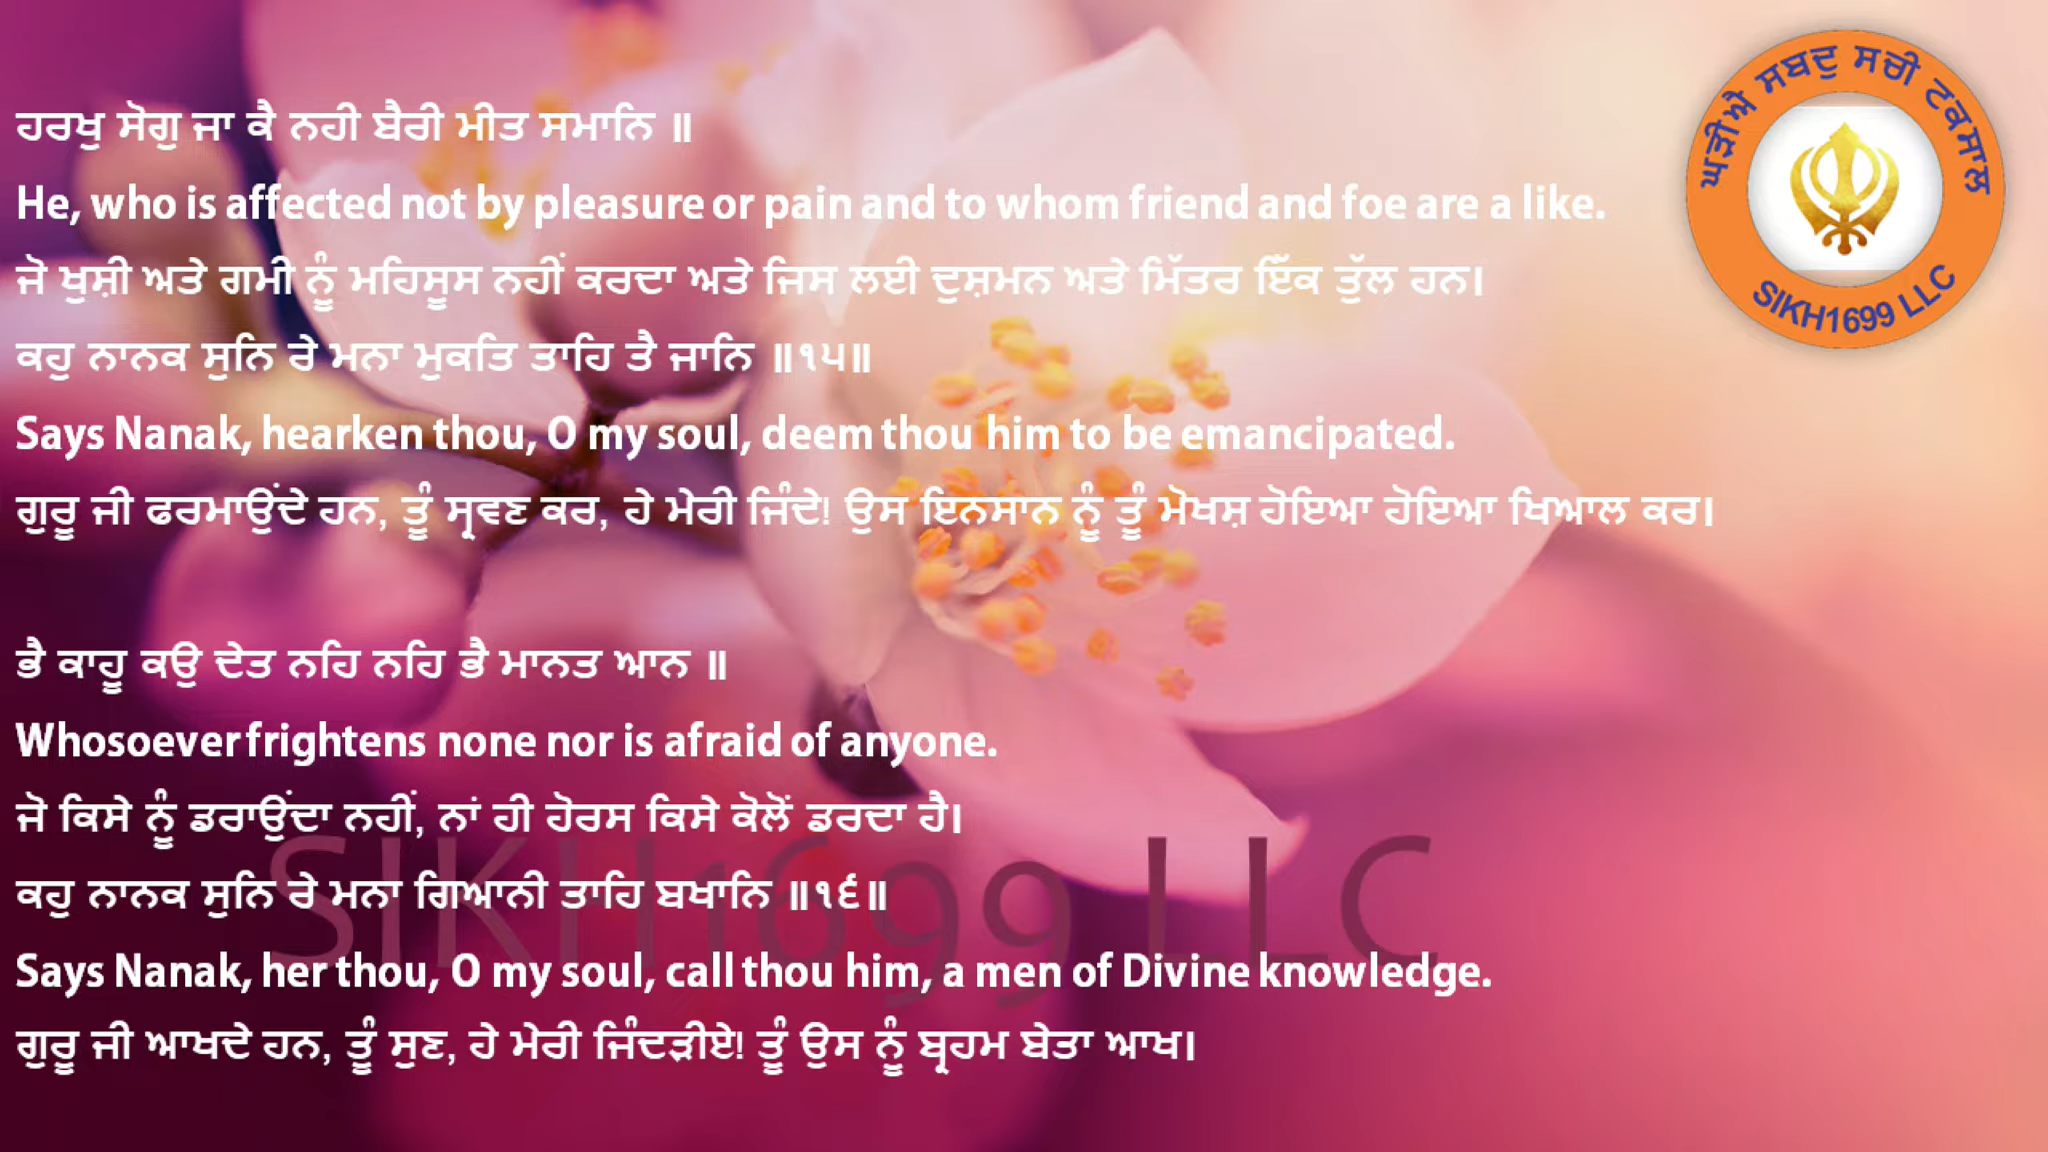 ਹਰਖੁ ਸੋਗੁ ਜਾ ਕੈ ਨਹੀ ਬੈਰੀ ਮੀਤ ਸਮਾਨਿ ॥
He, who is affected not by pleasure or pain and to whom friend and foe are a like.
ਜੋ ਖੁਸ਼ੀ ਅਤੇ ਗਮੀ ਨੂੰ ਮਹਿਸੂਸ ਨਹੀਂ ਕਰਦਾ ਅਤੇ ਜਿਸ ਲਈ ਦੁਸ਼ਮਨ ਅਤੇ ਮਿੱਤਰ ਇੱਕ ਤੁੱਲ ਹਨ।
ਕਹੁ ਨਾਨਕ ਸੁਨਿ ਰੇ ਮਨਾ ਮੁਕਤਿ ਤਾਹਿ ਤੈ ਜਾਨਿ ॥੧੫॥
Says Nanak, hearken thou, O my soul, deem thou him to be emancipated.
ਗੁਰੂ ਜੀ ਫਰਮਾਉਂਦੇ ਹਨ, ਤੂੰ ਸ੍ਰਵਣ ਕਰ, ਹੇ ਮੇਰੀ ਜਿੰਦੇ! ਉਸ ਇਨਸਾਨ ਨੂੰ ਤੂੰ ਮੋਖਸ਼ ਹੋਇਆ ਹੋਇਆ ਖਿਆਲ ਕਰ।
ਭੈ ਕਾਹੂ ਕਉ ਦੇਤ ਨਹਿ ਨਹਿ ਭੈ ਮਾਨਤ ਆਨ ॥
Whosoever frightens none nor is afraid of anyone.
ਜੋ ਕਿਸੇ ਨੂੰ ਡਰਾਉਂਦਾ ਨਹੀਂ, ਨਾਂ ਹੀ ਹੋਰਸ ਕਿਸੇ ਕੋਲੋਂ ਡਰਦਾ ਹੈ।
ਕਹੁ ਨਾਨਕ ਸੁਨਿ ਰੇ ਮਨਾ ਗਿਆਨੀ ਤਾਹਿ ਬਖਾਨਿ ॥੧੬॥
Says Nanak, her thou, O my soul, call thou him, a men of Divine knowledge.
ਗੁਰੂ ਜੀ ਆਖਦੇ ਹਨ, ਤੂੰ ਸੁਣ, ਹੇ ਮੇਰੀ ਜਿੰਦੜੀਏ! ਤੂੰ ਉਸ ਨੂੰ ਬ੍ਰਹਮ ਬੇਤਾ ਆਖ।
ਘੜੀਐ ਸਬਦੁ ਸਚੀ ਟਕਸਾਲ
SIKH1699 LLC
SIKH1699 LLC